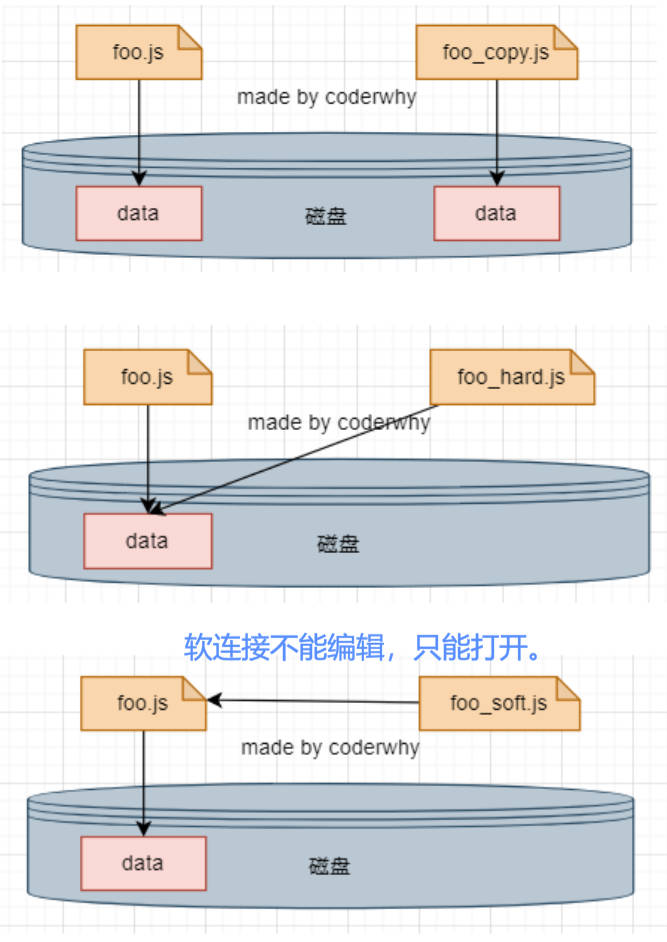 foo.js
foo_copy.js
made by coderwhy
data
磁盘
data
foo.js
foo_hard.js
made by coderwhy
data
磁盘
软连接不能编辑，只能打开。
foo.js
foo_soft.js
made by coderwhy
data
磁盘